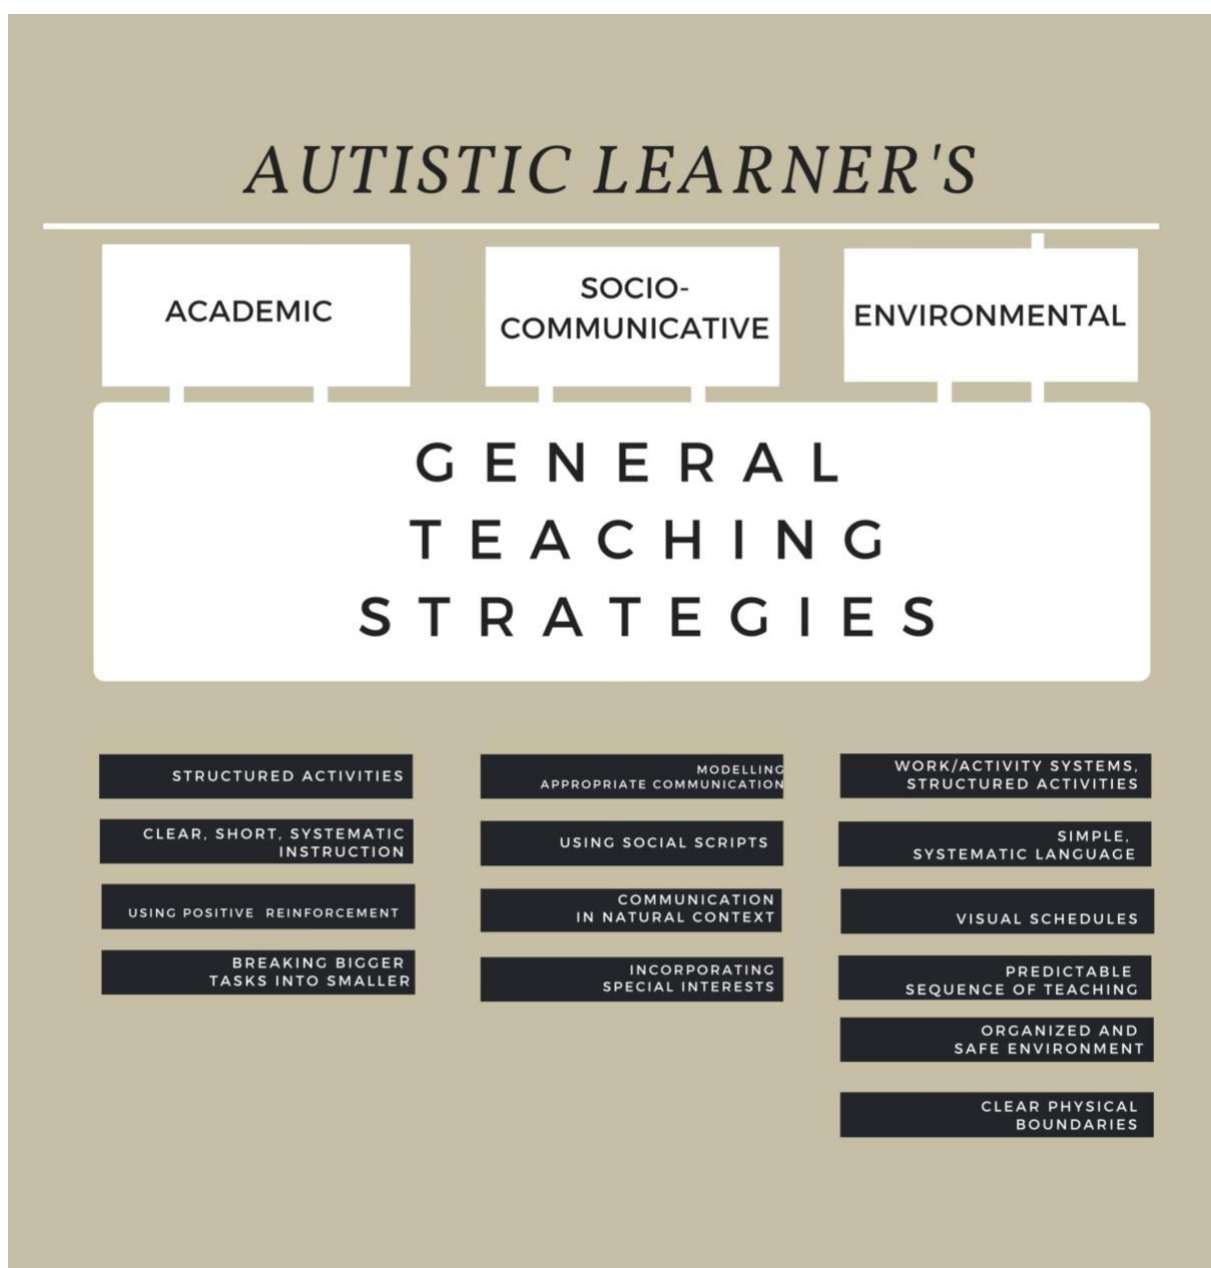 AUTISTIC LEARNER'S
ACADEMIC
SOCIO-
COMMUNICATIVE
ENVIRONMENTAL
GENERAL
TEACHING
STRATEGIES
STRUCTURED ACTIVITIES
CLEAR, SHORT, SYSTEMATIC
INSTRUCTION
USING POSITIVE REINFORCEMENT
BREAKING BIGGER
TASKS INTO SMALLER
MODELLING
APPROPRIATE COMMUNICATION
USING SOCIAL SCRIPTS
COMMUNICATION
IN NATURAL CONTEXT
INCORPORATING
SPECIAL INTERESTS
WORK/ACTIVITY SYSTEMS,
STRUCTURED ACTIVITIES
SIMPLE,
SYSTEMATIC LANGUAGE
VISUAL SCHEDULES
PREDICTABLE
SEQUENCE OF TEACHING
ORGANIZED AND
SAFE ENVIRONMENT
CLEAR PHYSICAL
BOUNDARIES